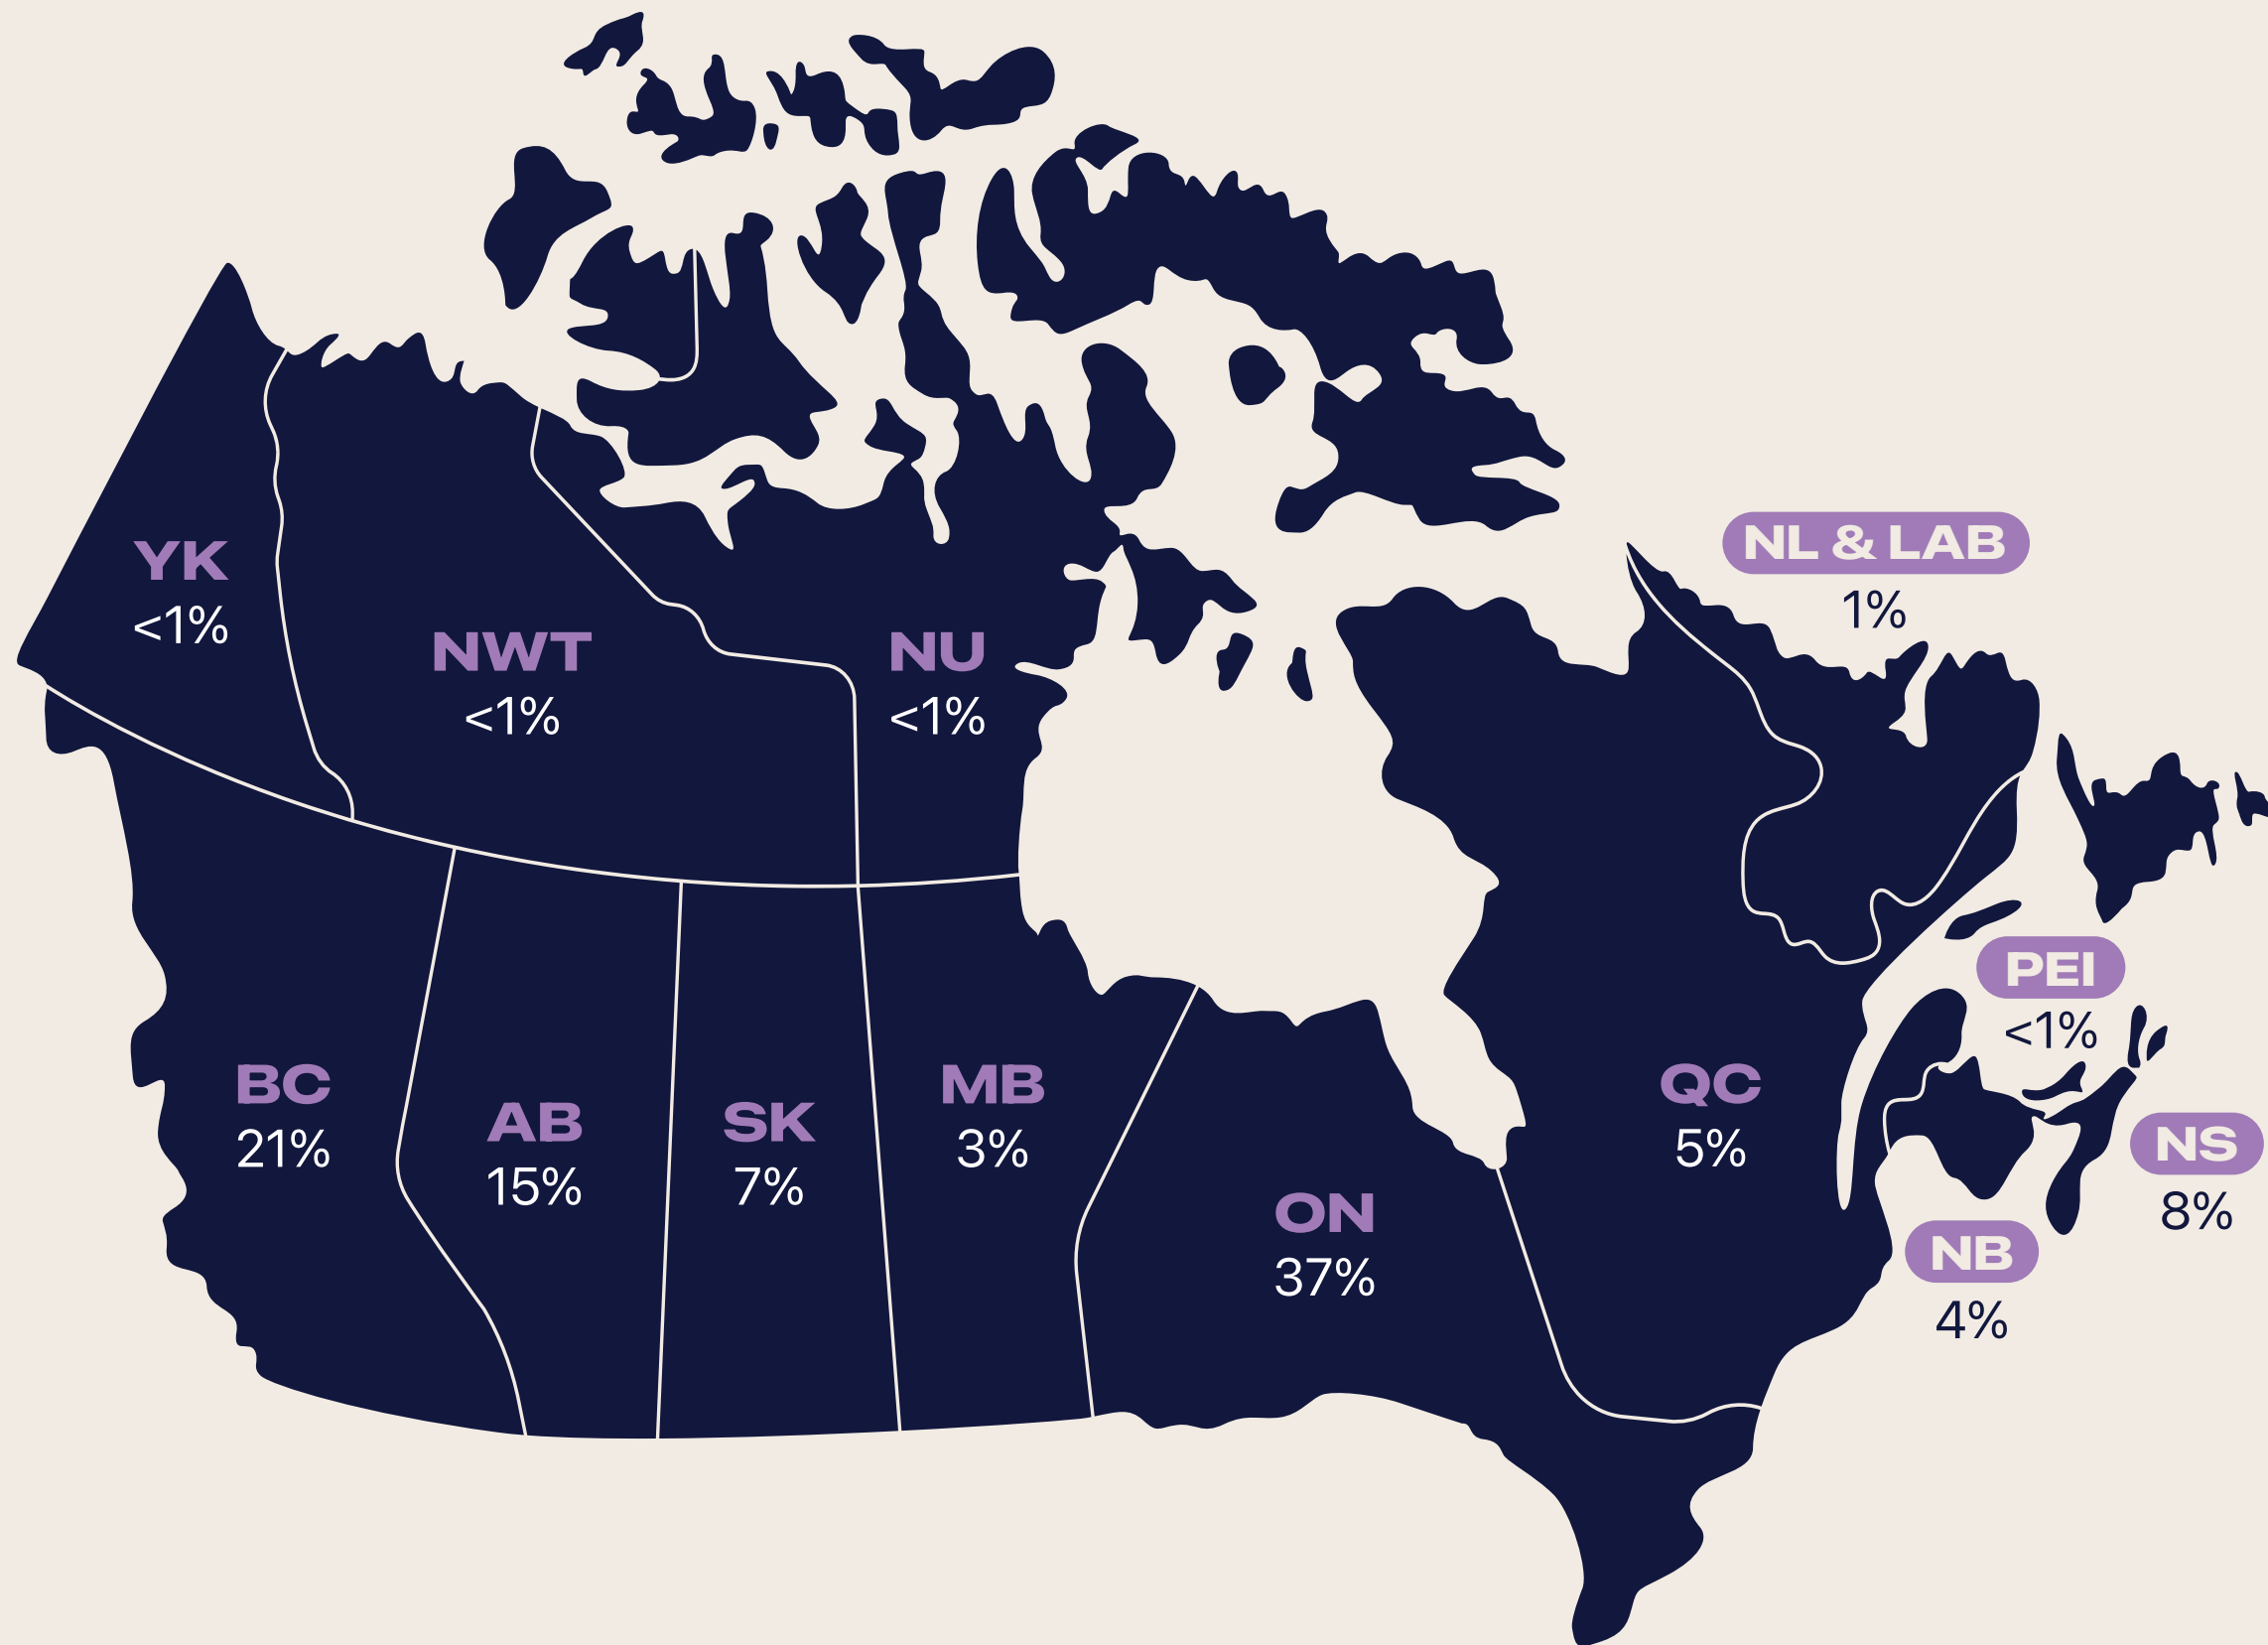 NL & LAB
1%
YK
<1%
NWT
<1%
NU
<1%
PEI
<1%
BC
21%
AB
15%
SK
7%
MB
3%
ON
37%
QC
5%
NS
8%
NB
4%